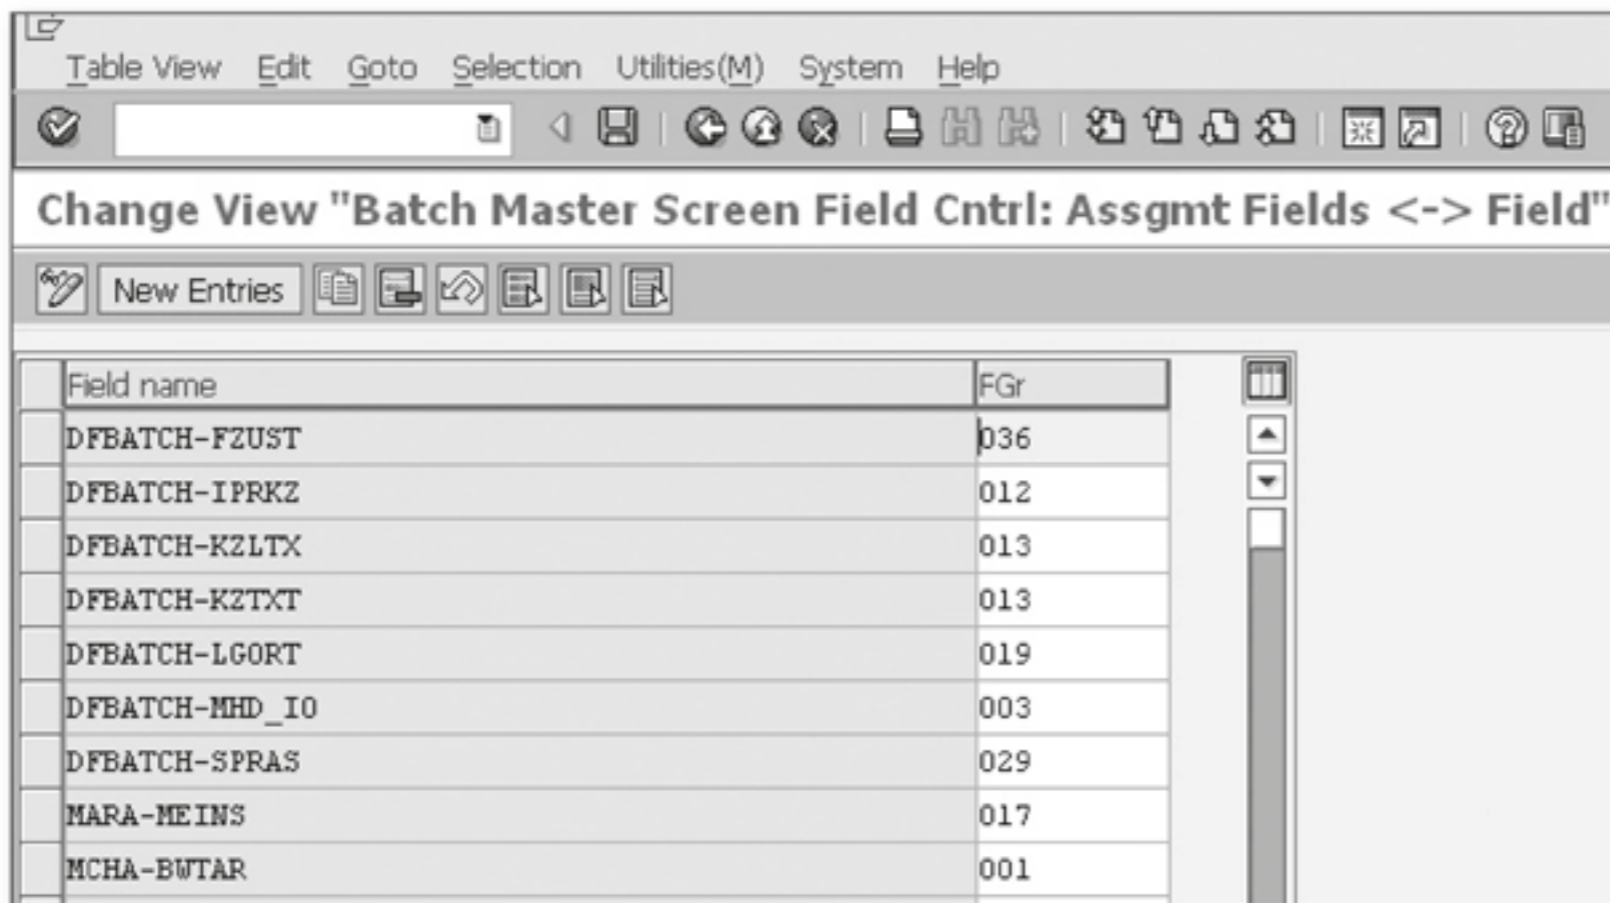 Table View Edit Goto Selection Utilities(M) System Help
Change View "Batch Master Screen Field Cntrl: Assgmt Fields <-> Field"
New Entries
Field name FGr
DFBATCH-FZUST 036
DFBATCH-IPRKZ 012
DFBATCH-KZLTX 013
DFBATCH-KZTXT 013
DFBATCH-LGORT 019
DFBATCH-MHD_IO 003
DFBATCH-SPRAS 029
MARA-MEINS 017
MCHA-BWTAR 001